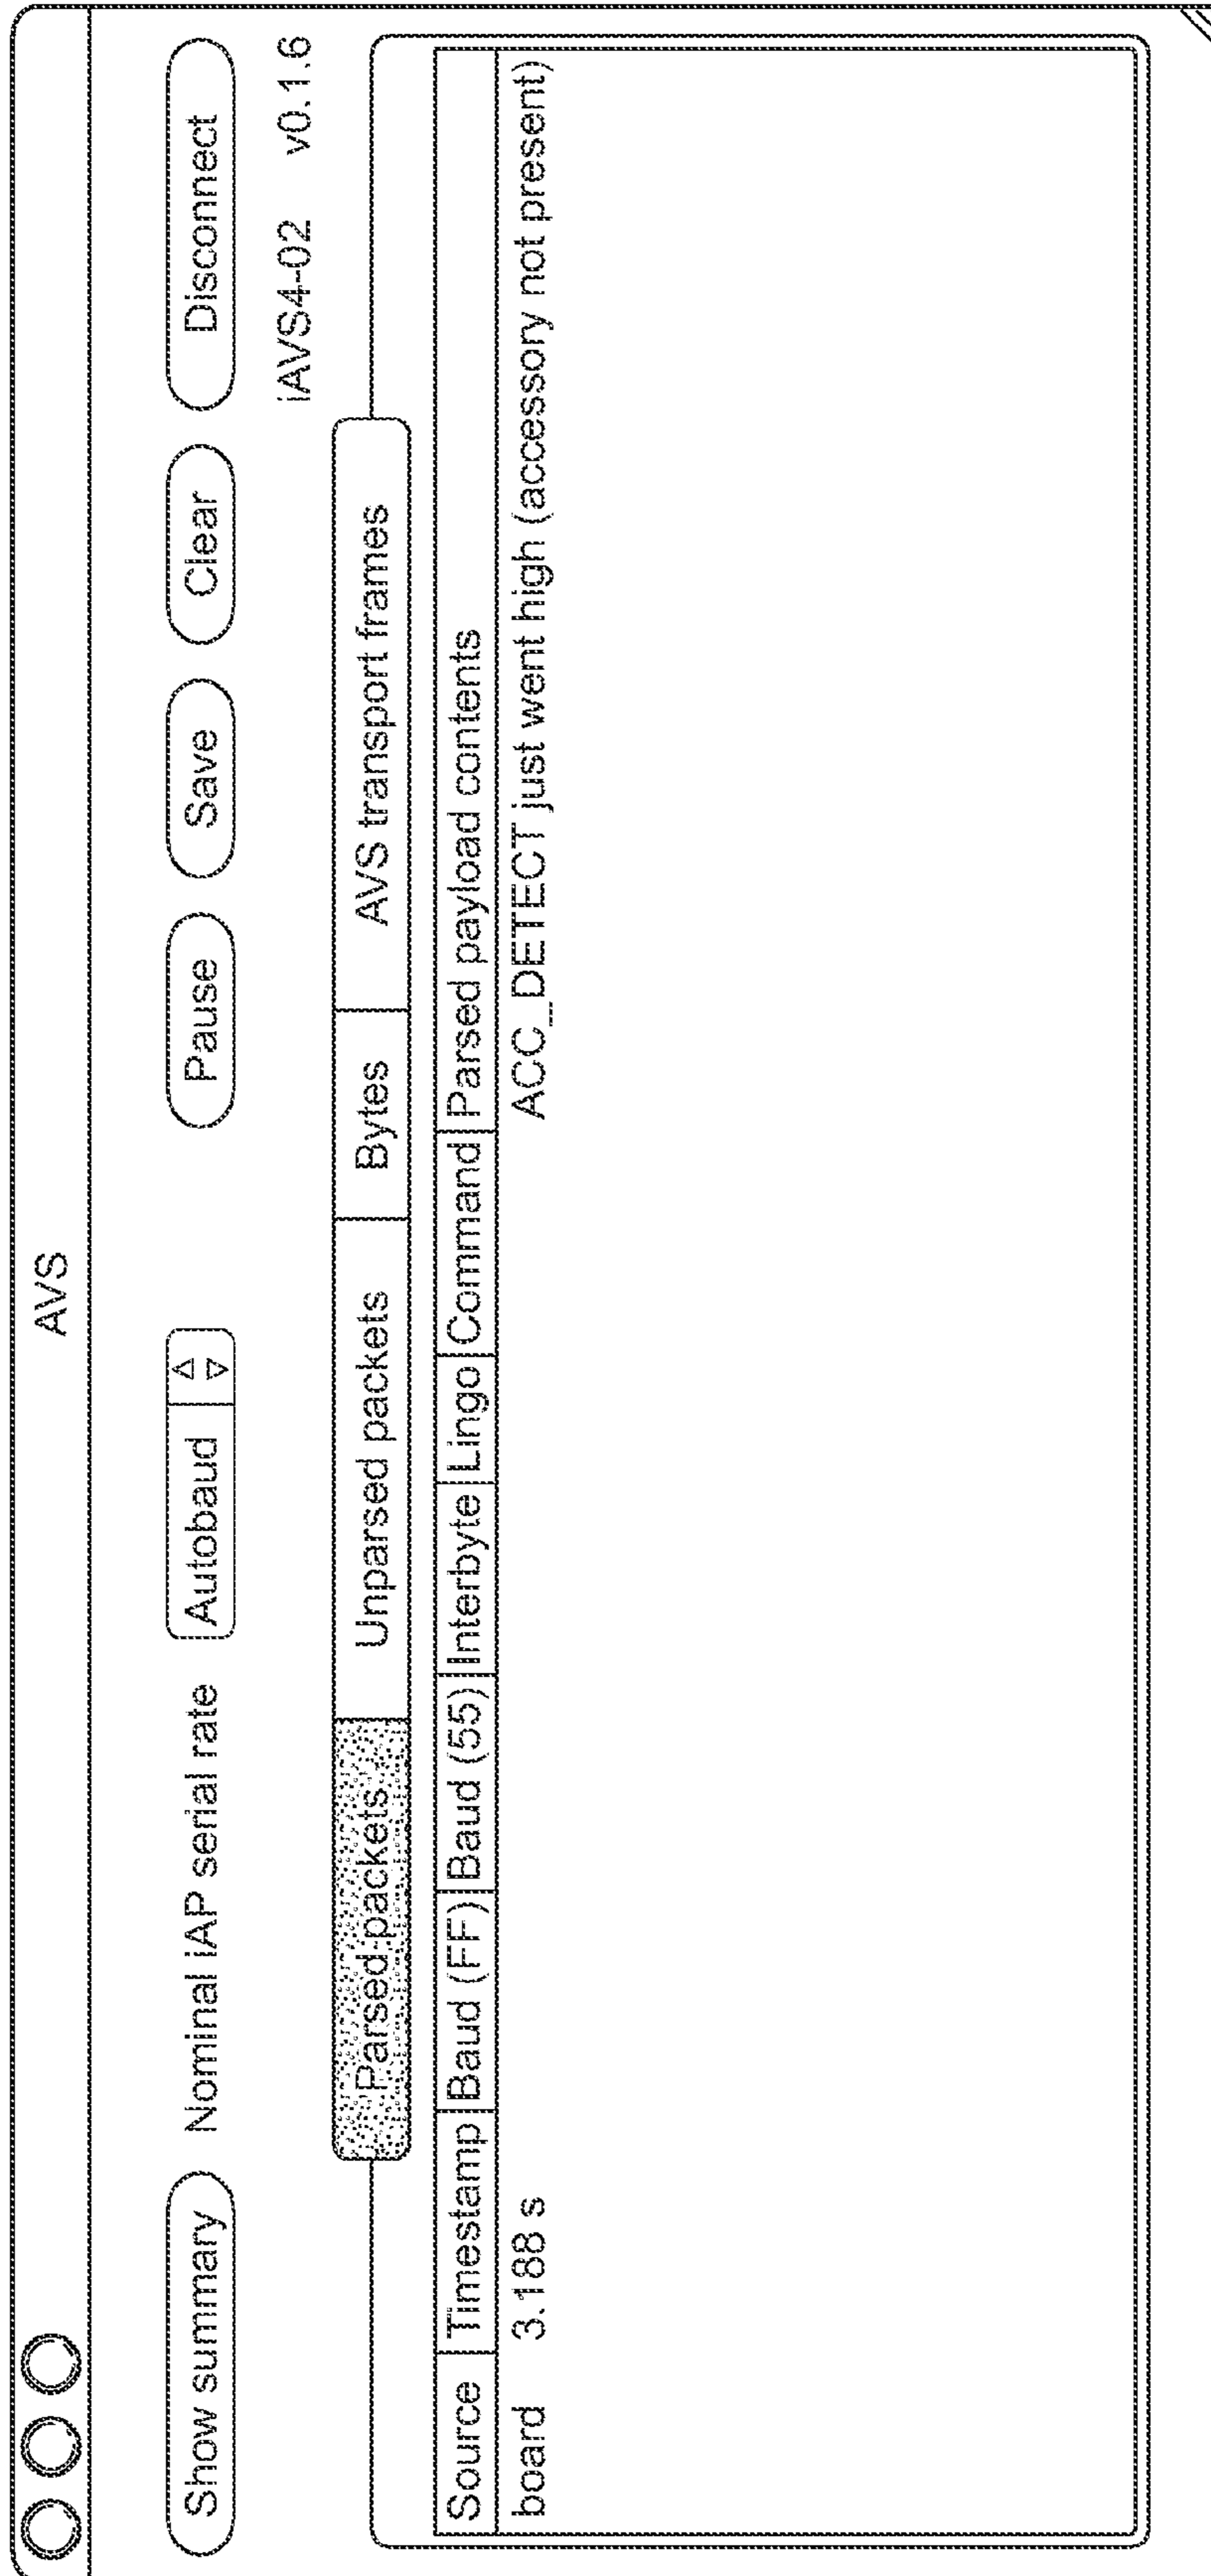 AVS
Show summary Nominal iAP serial rate Autobaud Pause Save Clear Disconnect
iAVS4-02 v0.1.6
Parsed packets Unparsed packets Bytes AVS transport frames
Source Timestamp Baud (FF) Baud (55) Interbyte Lingo Command Parsed payload contents
board 3.188 s ACC_DETECT just went high (accessory not present)